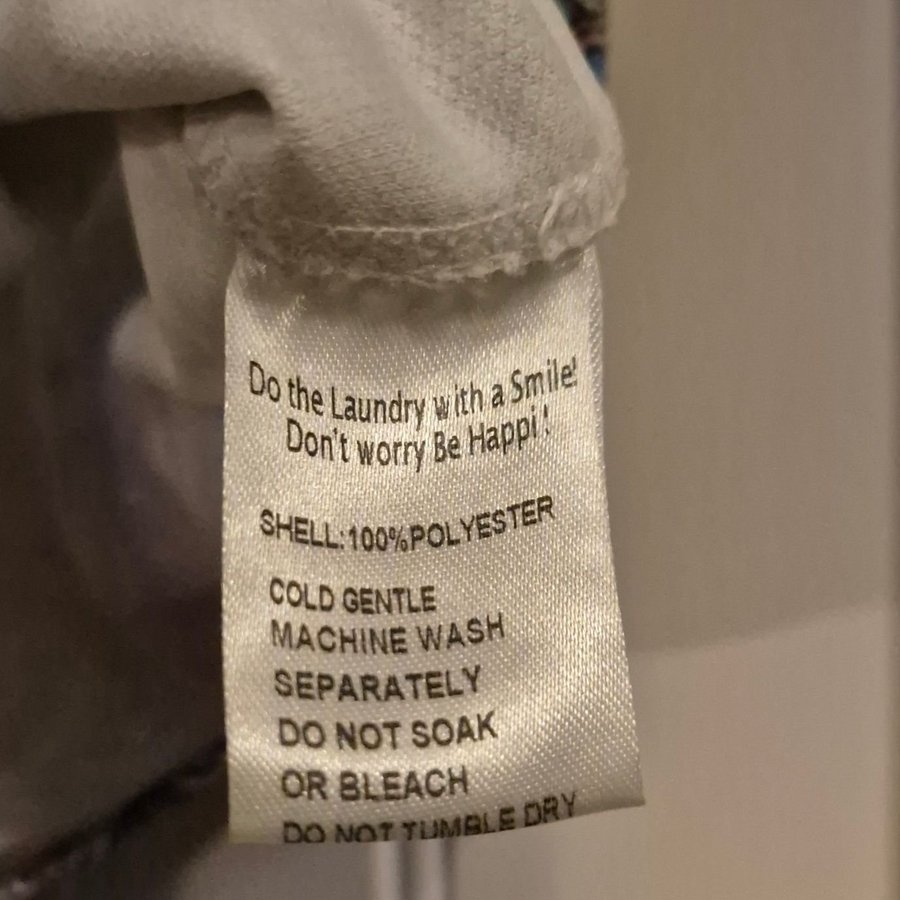 Do the Laundry with a Smile!
Don't worry Be Happi!
SHELL:100%POLYESTER
COLD GENTLE
MACHINE WASH
SEPARATELY
DO NOT SOAK
OR BLEACH
DO NOT TUMBLE DRY